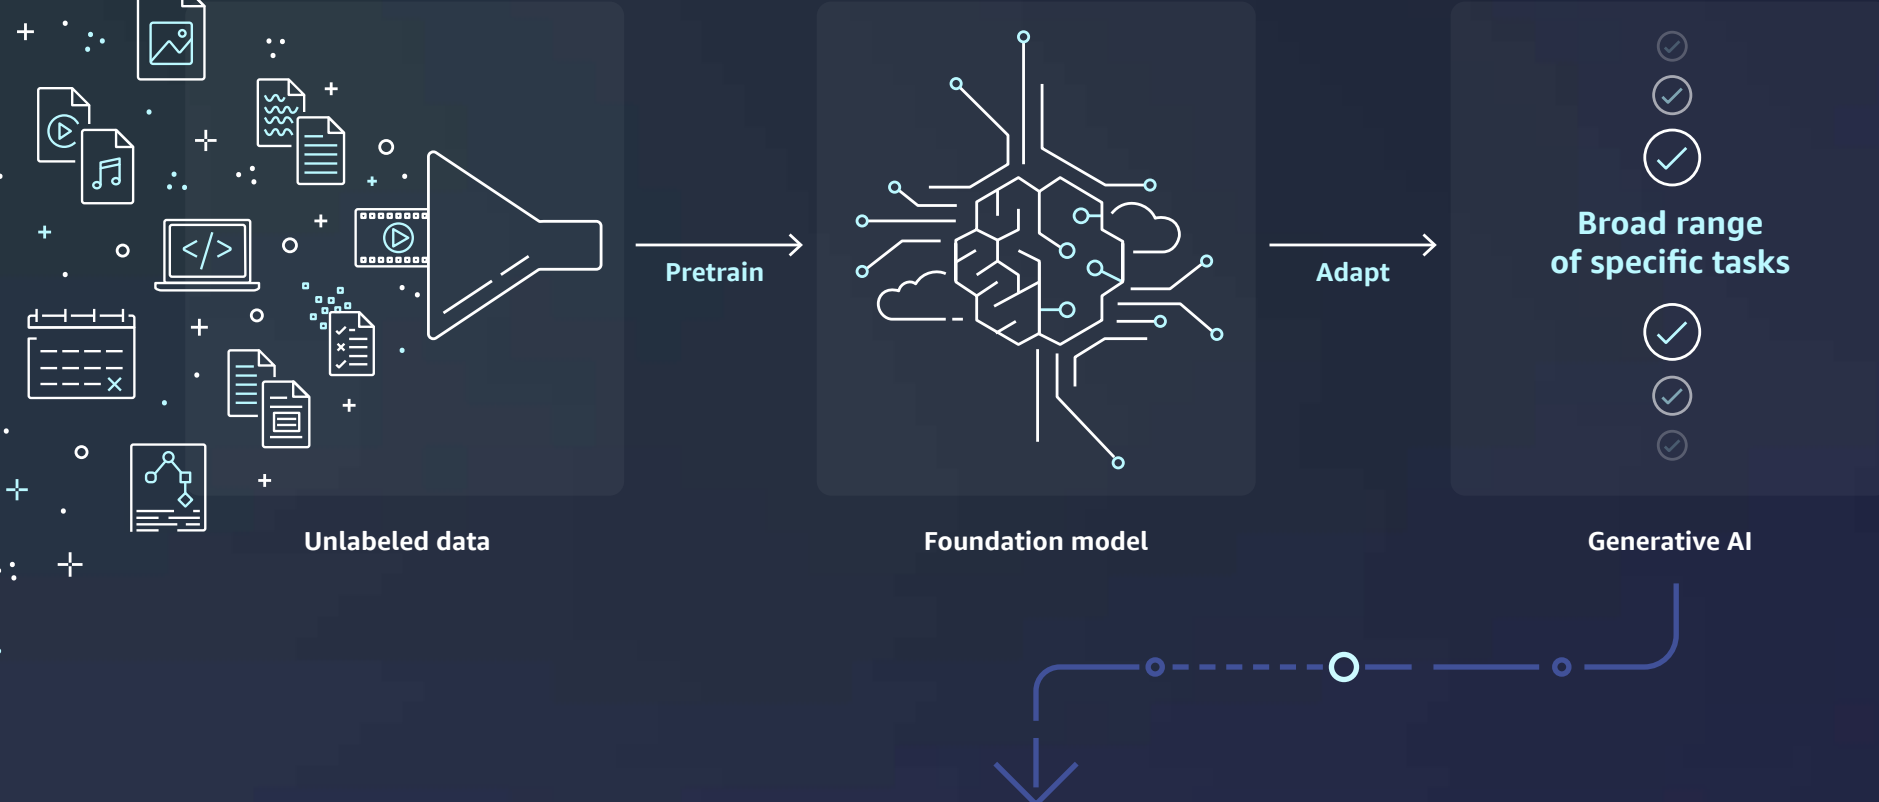 </>
Pretrain
Adapt
Broad range
of specific tasks
Unlabeled data
Foundation model
Generative AI